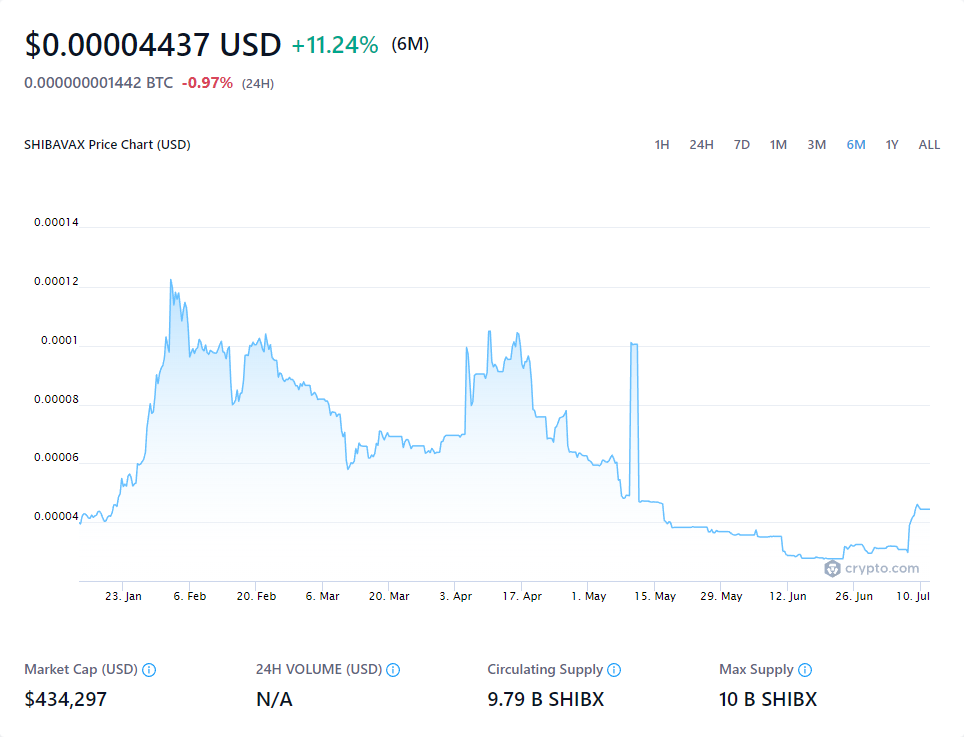 $0.00004437 USD +11.24% (6M)
0.000000001442 BTC -0.97% (24H)
SHIBAVAX Price Chart (USD) 1H 24H 7D 1M 3M 6M 1Y ALL
0.00014
0.00012
0.0001
0.00008
0.00006
0.00004
crypto.com
23. Jan 6. Feb 20. Feb 6. Mar 20. Mar 3. Apr 17. Apr 1. May 15. May 29. May 12. Jun 26. Jun 10. Jul
Market Cap (USD) 24H VOLUME (USD) Circulating Supply Max Supply
$434,297 N/A 9.79 B SHIBX 10 B SHIBX